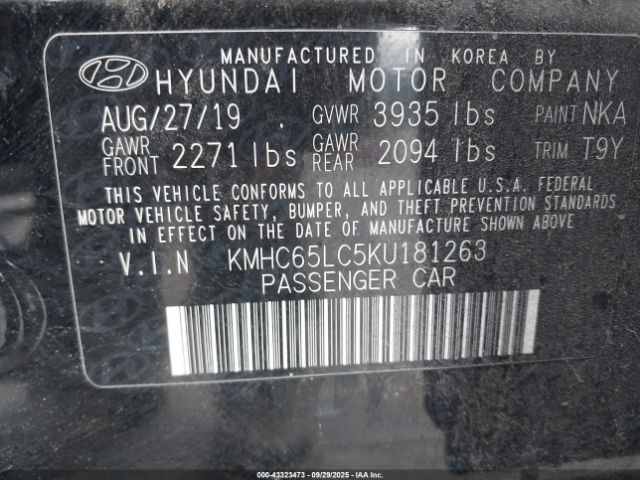 MANUFACTURED IN KOREA BY
HYUNDAI MOTOR COMPANY
AUG/27/19 . GVWR 3935 lbs PAINT NKA
GAWR FRONT 2271 lbs GAWR REAR 2094 lbs TRIM T9Y
THIS VEHICLE CONFORMS TO ALL APPLICABLE U.S.A. FEDERAL
MOTOR VEHICLE SAFETY, BUMPER, AND THEFT PREVENTION STANDARDS
IN EFFECT ON THE DATE OF MANUFACTURE SHOWN ABOVE.
V.I.N KMHC65LC5KU181263
PASSENGER CAR
000-43323473 - 09/29/2025 - COPYRIGHT IAA, LLC.